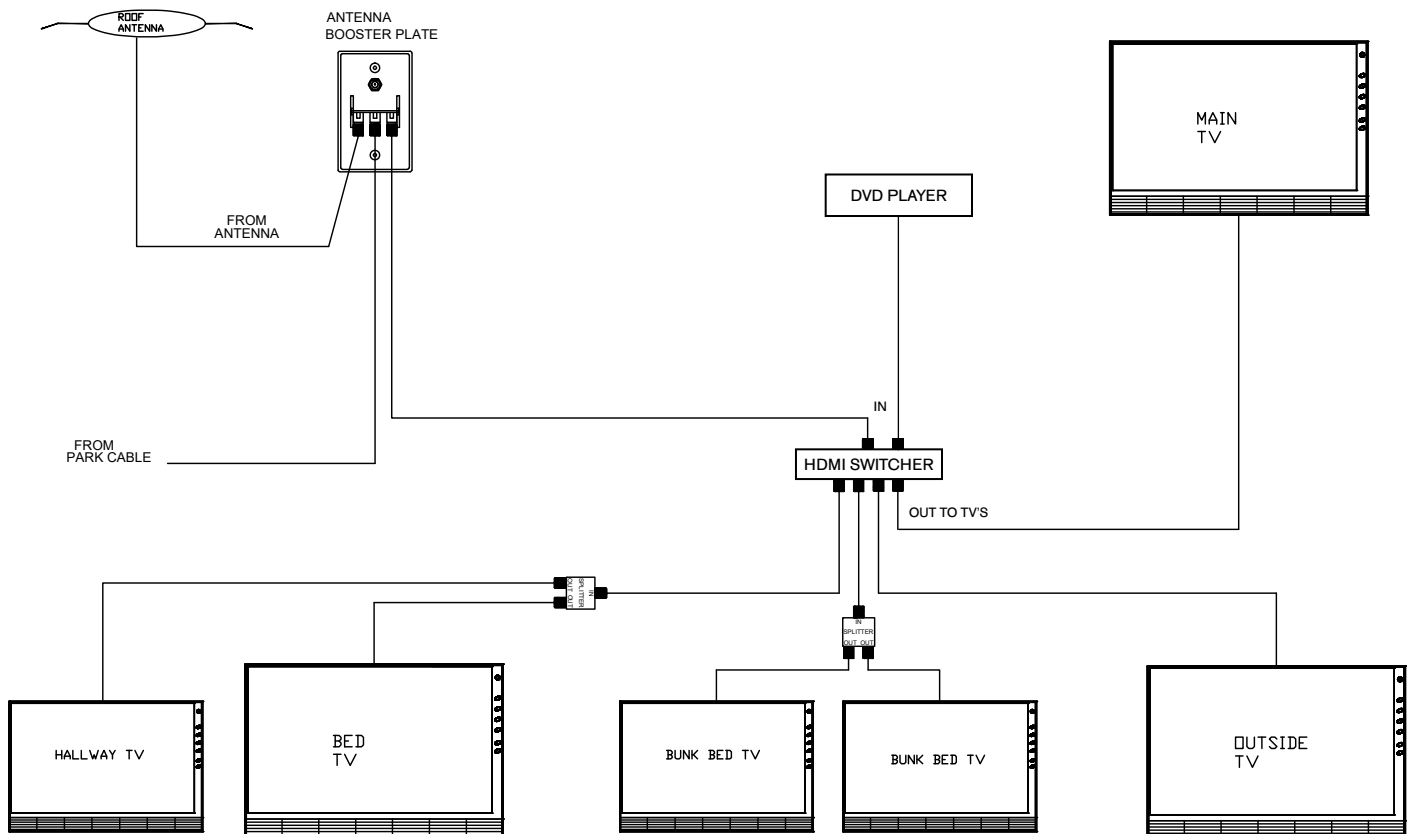 ROOF
ANTENNA
ANTENNA
BOOSTER PLATE
MAIN
TV
DVD PLAYER
FROM
ANTENNA
IN
FROM
PARK CABLE
HDMI SWITCHER
OUT TO TV'S
OUT OUT
SPLITTER
IN
IN
SPLITTER
OUT OUT
HALLWAY TV
BED
TV
BUNK BED TV
BUNK BED TV
OUTSIDE
TV